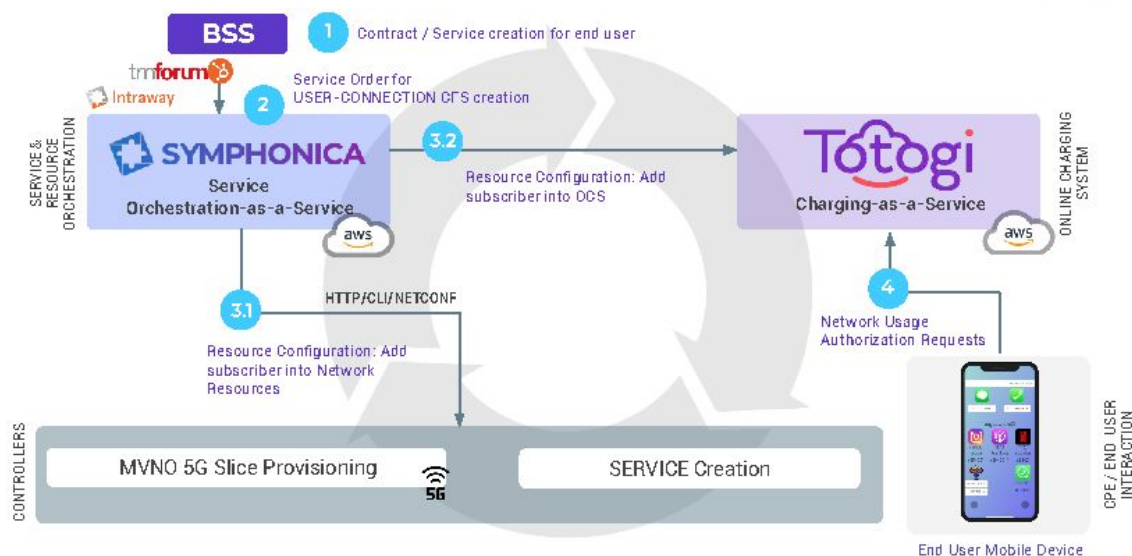 BSS
1
Contract / Service creation for end user
tmforum
Intraway
2
Service Order for
USER-CONNECTION CFS creation
SERVICE &
RESOURCE
ORCHESTRATION
SYMPHONICA
Service
Orchestration-as-a-Service
aws
3.2
Resource Configuration: Add
subscriber into OCS
Totogi
Charging-as-a-Service
aws
ONLINE CHARGING
SYSTEM
3.1
HTTP/CLI/NETCONF
Resource Configuration: Add
subscriber into Network
Resources
4
Network Usage
Authorization Requests
CONTROLLERS
MVNO 5G Slice Provisioning
5G
SERVICE Creation
CPE / END USER
INTERACTION
End User Mobile Device